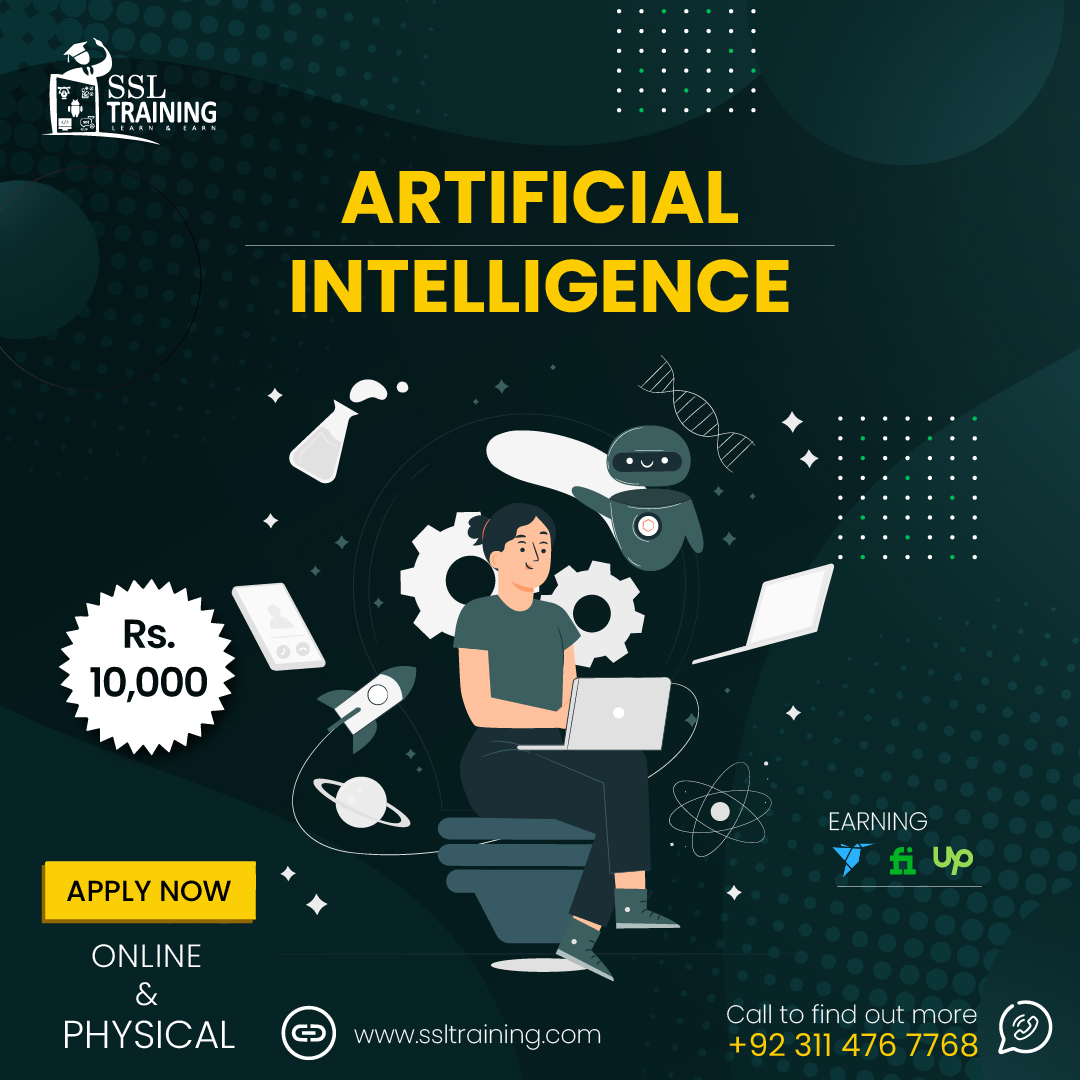 SSL
TRAINING
LEARN & EARN
ARTIFICIAL
INTELLIGENCE
Rs.
10,000
EARNING
fi Up
APPLY NOW
ONLINE
&
PHYSICAL
www.ssltraining.com
Call to find out more
+92 311 476 7768